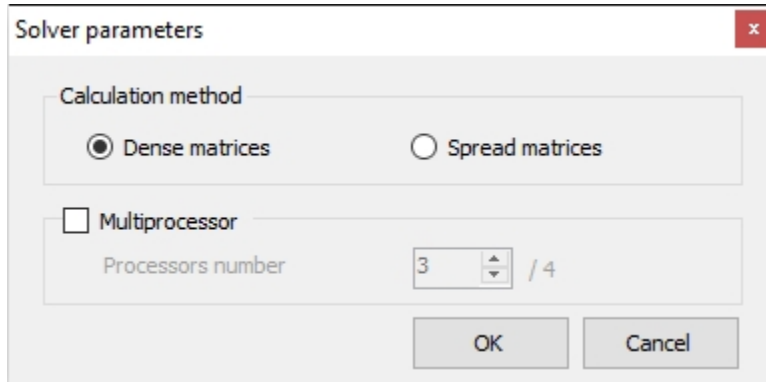 Solver parameters x
Calculation method
Dense matrices Spread matrices
Multiprocessor
Processors number 3 / 4
OK Cancel